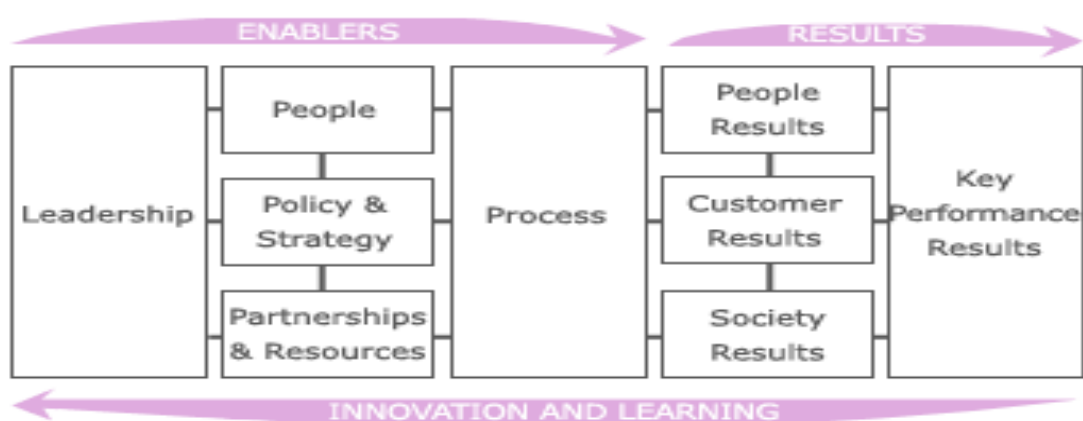 ENABLERS
RESULTS
Leadership
People
Policy &
Strategy
Partnerships
& Resources
Process
People
Results
Customer
Results
Society
Results
Key
Performance
Results
INNOVATION AND LEARNING